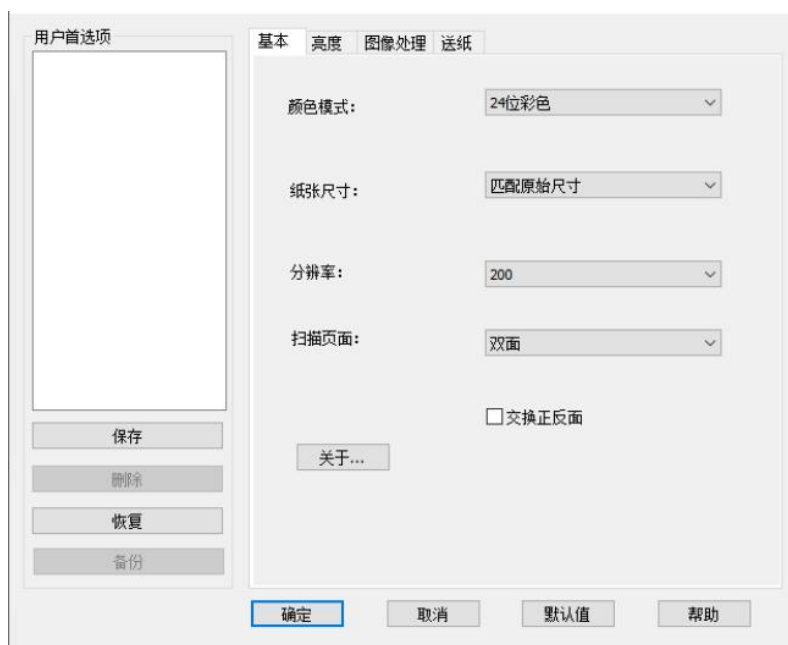 用户首选项
保存
删除
恢复
备份
基本 亮度 图像处理 送纸
颜色模式： 24位彩色
纸张尺寸： 匹配原始尺寸
分辨率： 200
扫描页面： 双面
交换正反面
关于...
确定 取消 默认值 帮助